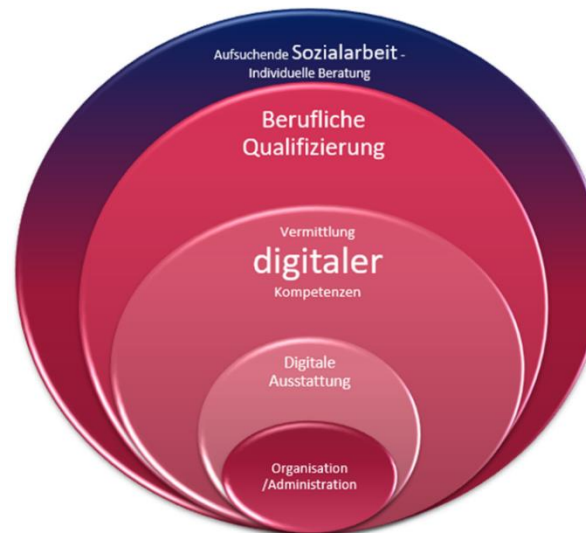 Aufsuchende Sozialarbeit -
Individuelle Beratung
Berufliche
Qualifizierung
Vermittlung
digitaler
Kompetenzen
Digitale
Ausstattung
Organisation
/Administration